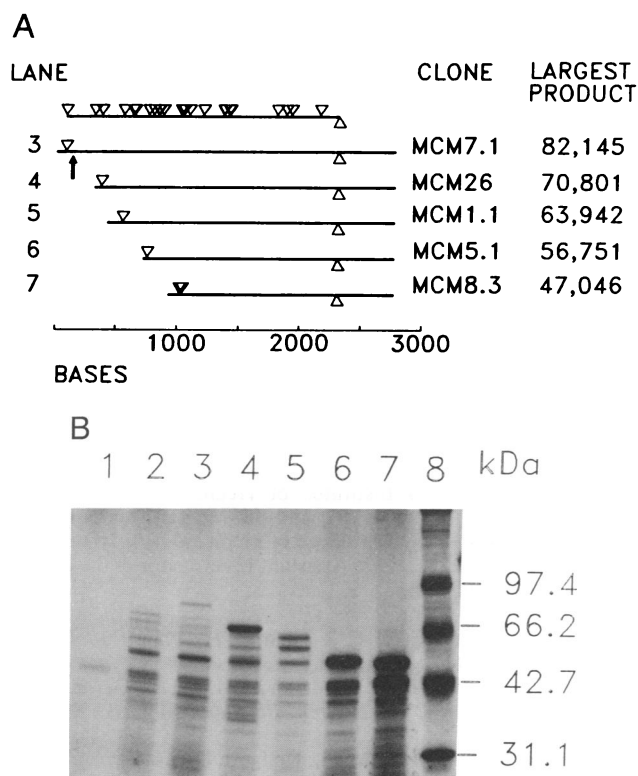 A
LANE CLONE LARGEST PRODUCT
3 MCM7.1 82,145
4 MCM26 70,801
5 MCM1.1 63,942
6 MCM5.1 56,751
7 MCM8.3 47,046
1000 2000 3000
BASES
B
1 2 3 4 5 6 7 8 kDa
97.4
66.2
42.7
31.1